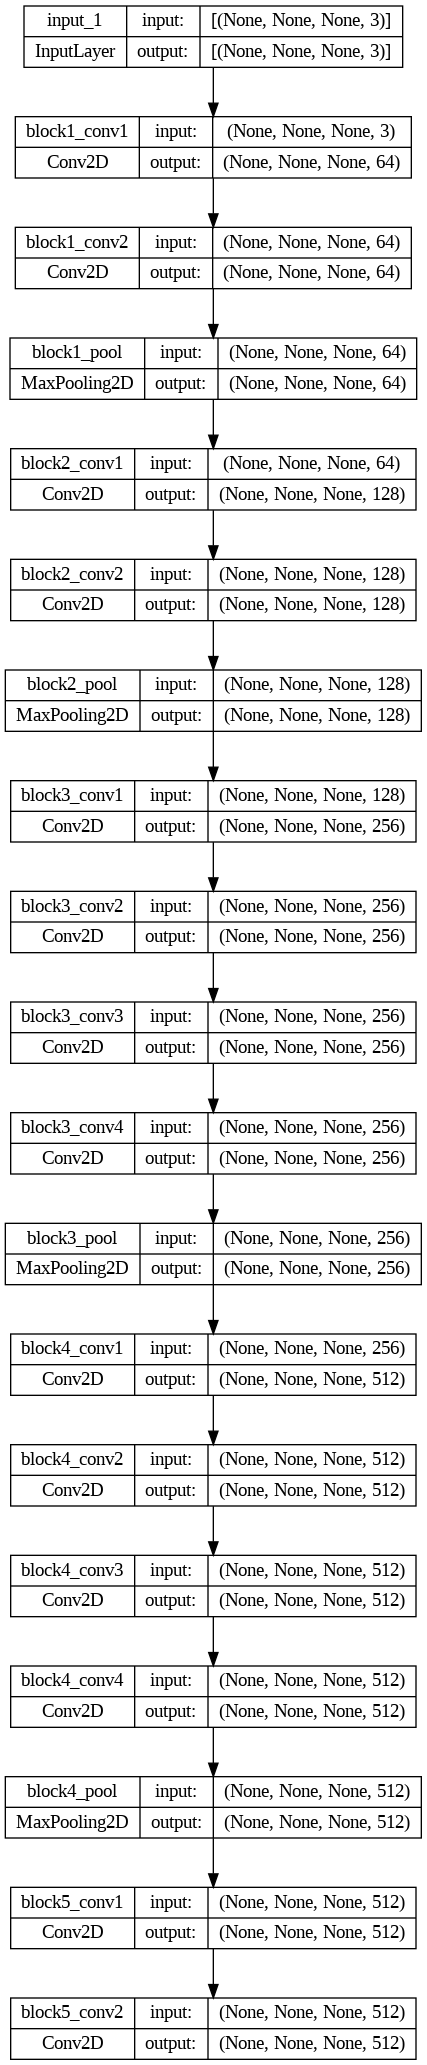 input_1 input: [(None, None, None, 3)]
InputLayer output: [(None, None, None, 3)]
block1_conv1 input: (None, None, None, 3)
Conv2D output: (None, None, None, 64)
block1_conv2 input: (None, None, None, 64)
Conv2D output: (None, None, None, 64)
block1_pool input: (None, None, None, 64)
MaxPooling2D output: (None, None, None, 64)
block2_conv1 input: (None, None, None, 64)
Conv2D output: (None, None, None, 128)
block2_conv2 input: (None, None, None, 128)
Conv2D output: (None, None, None, 128)
block2_pool input: (None, None, None, 128)
MaxPooling2D output: (None, None, None, 128)
block3_conv1 input: (None, None, None, 128)
Conv2D output: (None, None, None, 256)
block3_conv2 input: (None, None, None, 256)
Conv2D output: (None, None, None, 256)
block3_conv3 input: (None, None, None, 256)
Conv2D output: (None, None, None, 256)
block3_conv4 input: (None, None, None, 256)
Conv2D output: (None, None, None, 256)
block3_pool input: (None, None, None, 256)
MaxPooling2D output: (None, None, None, 256)
block4_conv1 input: (None, None, None, 256)
Conv2D output: (None, None, None, 512)
block4_conv2 input: (None, None, None, 512)
Conv2D output: (None, None, None, 512)
block4_conv3 input: (None, None, None, 512)
Conv2D output: (None, None, None, 512)
block4_conv4 input: (None, None, None, 512)
Conv2D output: (None, None, None, 512)
block4_pool input: (None, None, None, 512)
MaxPooling2D output: (None, None, None, 512)
block5_conv1 input: (None, None, None, 512)
Conv2D output: (None, None, None, 512)
block5_conv2 input: (None, None, None, 512)
Conv2D output: (None, None, None, 512)